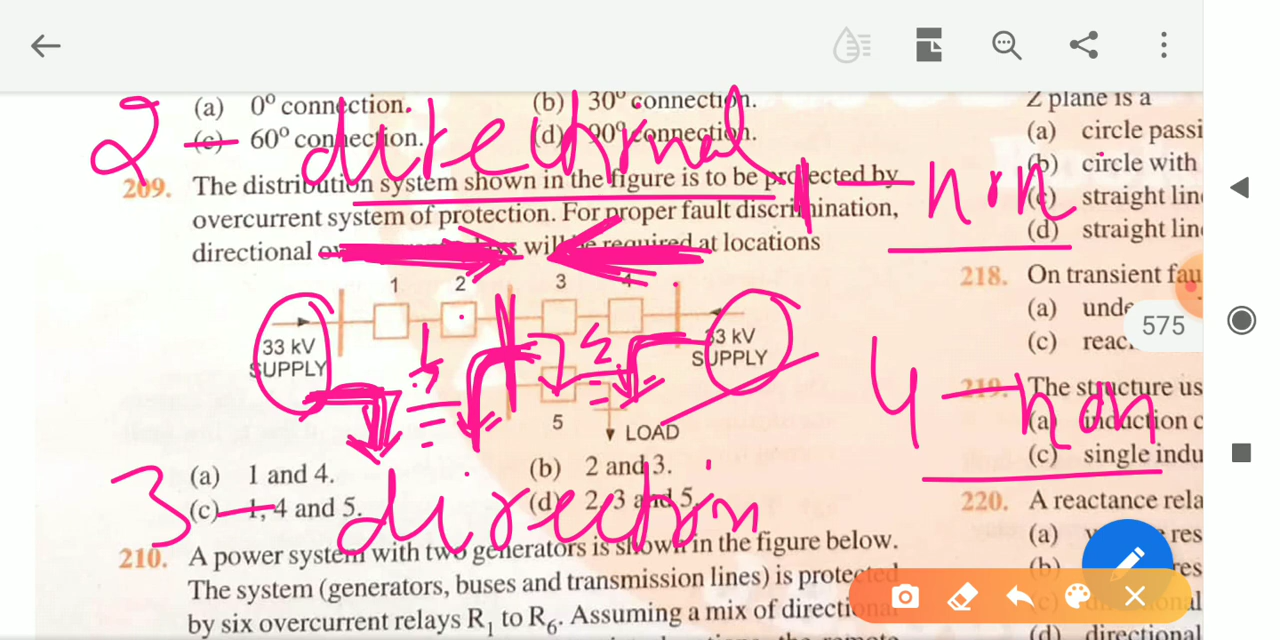 (a) 0° connection. (b) 30° connection. Z plane is a
2 (c) 60° connection. (d) 90° connection. (a) circle passi
directional (b) circle with
209. The distribution system shown in the figure is to be protected by 1 - non (c) straight lin
overcurrent system of protection. For proper fault discrimination, (d) straight lin
directional will be required at locations
218. On transient fau
1 2 3 4 (a) unde
575
33 kV SUPPLY 33 kV SUPPLY (c) reac
4 - non 219. The structure us
(a) induction c
5 LOAD (c) single indu
(a) 1 and 4. (b) 2 and 3.
3 direction (c) 1, 4 and 5. (d) 2, 3 and 5. 220. A reactance rela
210. A power system with two generators is shown in the figure below. (a) res
The system (generators, buses and transmission lines) is protected (b) res
by six overcurrent relays R₁ to R₆. Assuming a mix of directional
(d) directional